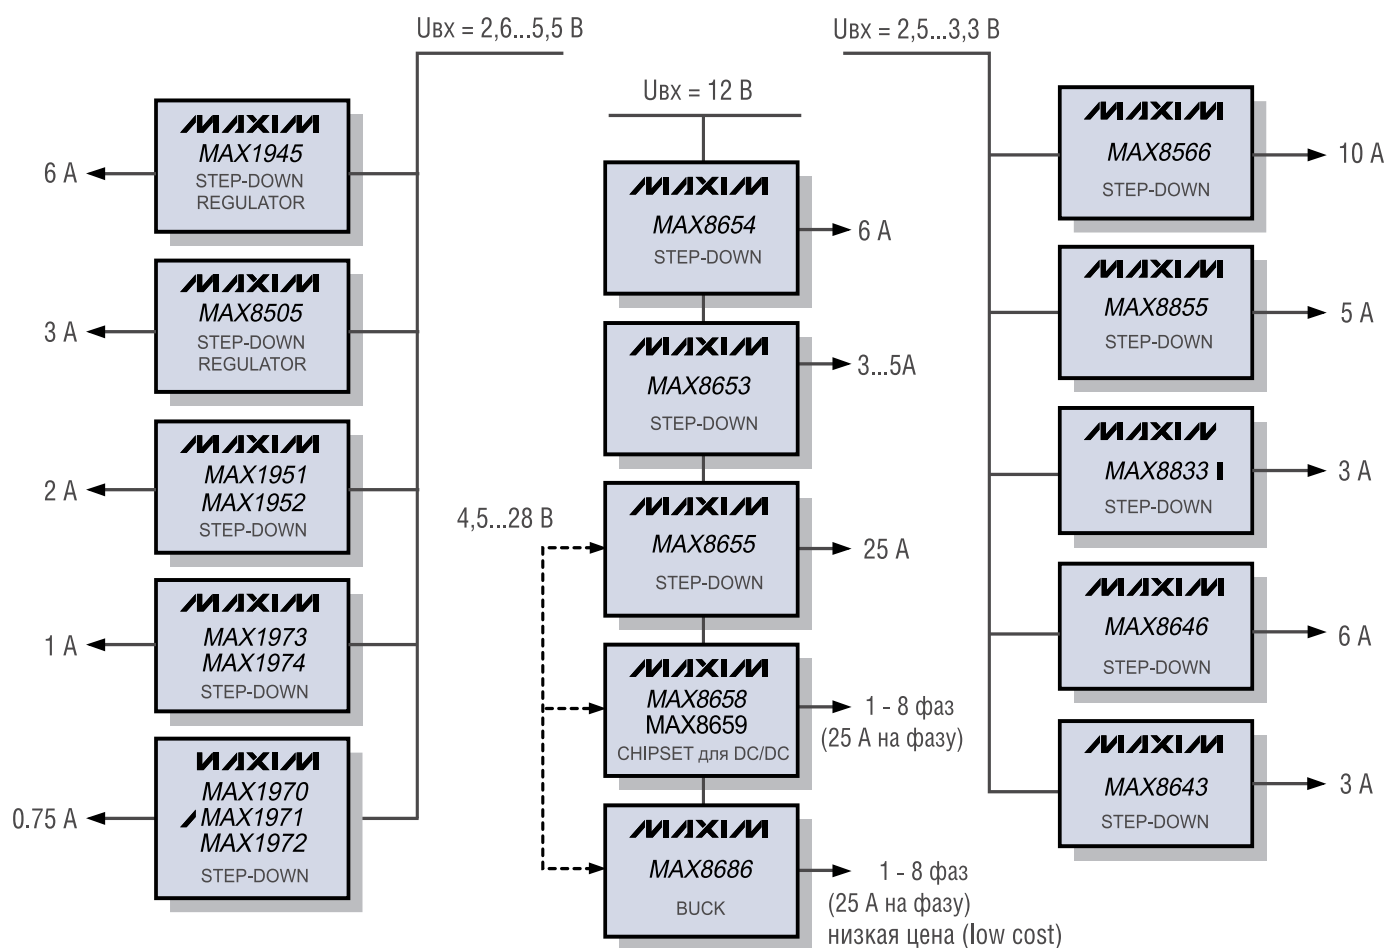 Uвх = 2,6...5,5 В
MAXIM
MAX1945
STEP-DOWN
REGULATOR
6 A
MAXIM
MAX8505
STEP-DOWN
REGULATOR
3 A
MAXIM
MAX1951
MAX1952
STEP-DOWN
2 A
MAXIM
MAX1973
MAX1974
STEP-DOWN
1 A
MAXIM
MAX1970
MAX1971
MAX1972
STEP-DOWN
0.75 A
Uвх = 12 В
MAXIM
MAX8654
STEP-DOWN
6 A
MAXIM
MAX8653
STEP-DOWN
3...5A
4,5...28 В
MAXIM
MAX8655
STEP-DOWN
25 A
MAXIM
MAX8658
MAX8659
CHIPSET для DC/DC
1 - 8 фаз
(25 А на фазу)
MAXIM
MAX8686
BUCK
1 - 8 фаз
(25 А на фазу)
низкая цена (low cost)
Uвх = 2,5...3,3 В
MAXIM
MAX8566
STEP-DOWN
10 A
MAXIM
MAX8855
STEP-DOWN
5 A
MAXIM
MAX8833
STEP-DOWN
3 A
MAXIM
MAX8646
STEP-DOWN
6 A
MAXIM
MAX8643
STEP-DOWN
3 A